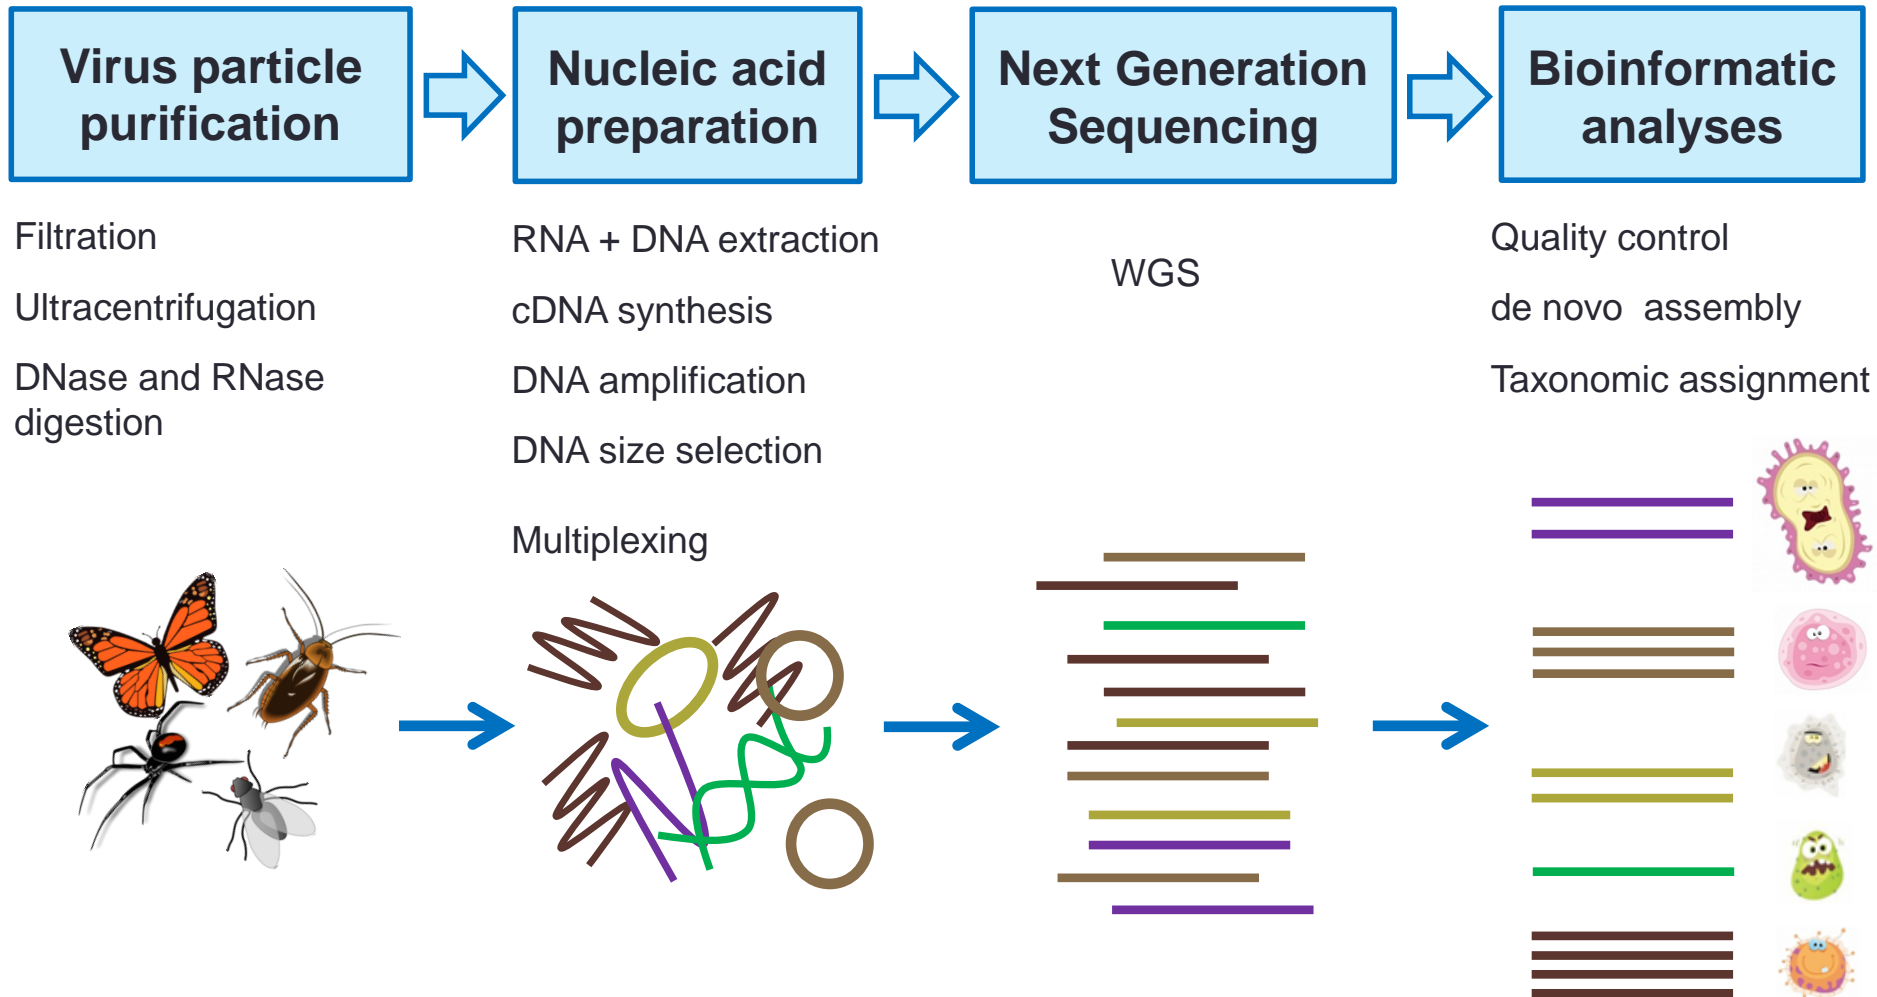 Virus particle
purification
Nucleic acid
preparation
Next Generation
Sequencing
Bioinformatic
analyses
Filtration
Ultracentrifugation
DNase and RNase
digestion
RNA + DNA extraction
cDNA synthesis
DNA amplification
DNA size selection
Multiplexing
WGS
Quality control
de novo  assembly
Taxonomic assignment